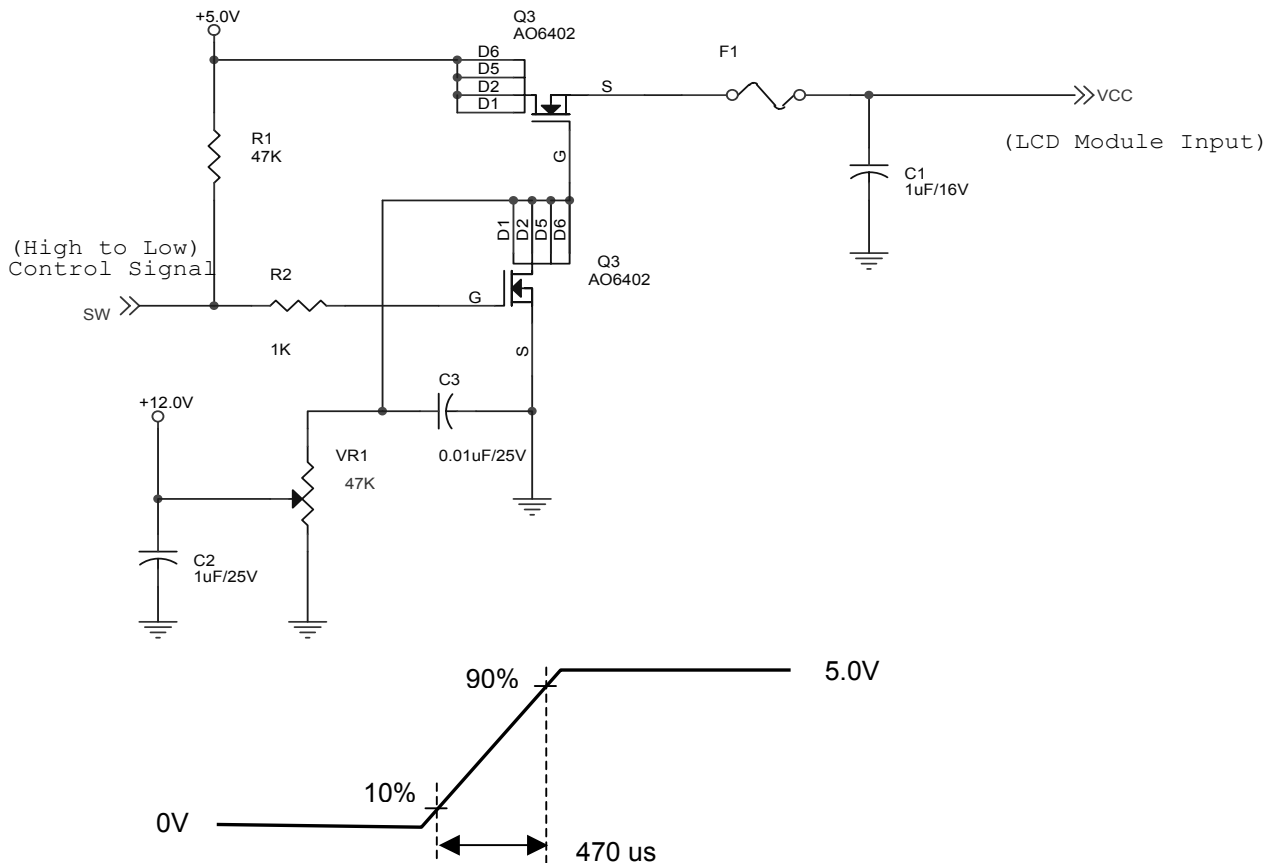 +5.0V
Q3
AO6402
D6
D5
D2
D1
S
F1
VCC
(LCD Module Input)
R1
47K
G
C1
1uF/16V
D1
D2
D5
D6
Q3
AO6402
(High to Low)
Control Signal
SW
R2
1K
G
S
+12.0V
C3
0.01uF/25V
VR1
47K
C2
1uF/25V
90%
5.0V
10%
0V
470 us